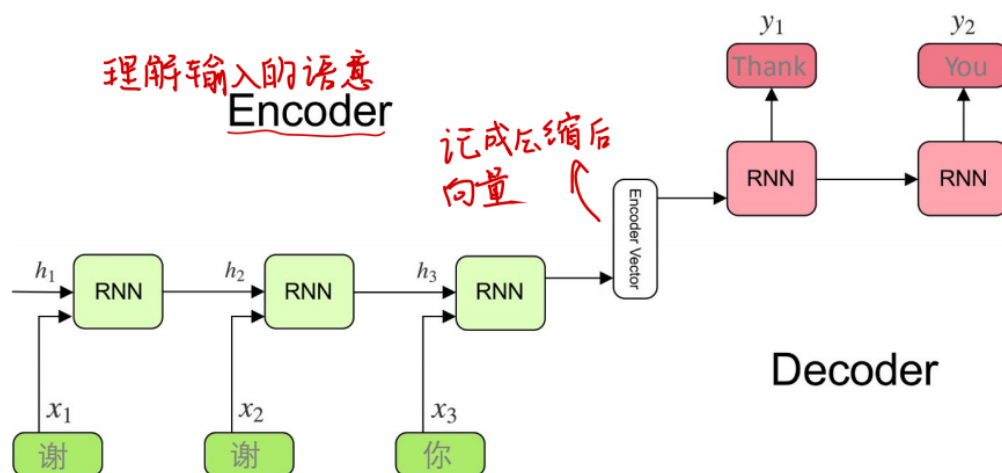 y₁ y₂
Thank You
理解输入的语意
Encoder
记成压缩后
向量
RNN RNN
Encoder Vector
h₁ RNN h₂ RNN h₃ RNN
Decoder
x₁ x₂ x₃
谢 谢 你